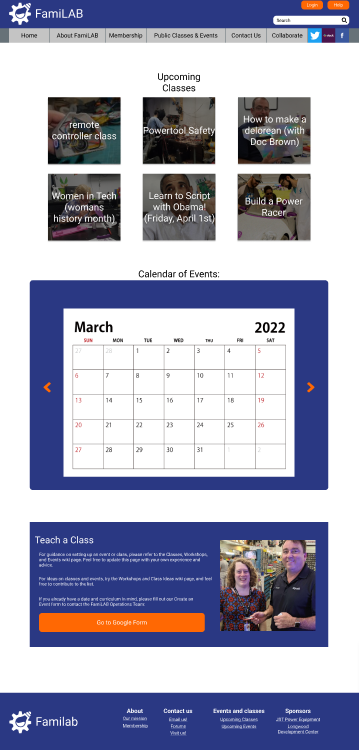 FamiLAB
Login
Help
Search
Home
About FamiLAB
Membership
Public Classes & Events
Contact Us
Collaborate
Upcoming
Classes
remote
controller class
Powertool Safety
How to make a
delorean (with
Doc Brown)
Women in Tech
(womans
history month)
Learn to Script
with Obama!
(Friday, April 1st)
Build a Power
Racer
Calendar of Events:
March 2022
SUN MON TUE WED THU FRI SAT
27 28 1 2 3 4 5
6 7 8 9 10 11 12
13 14 15 16 17 18 19
20 21 22 23 24 25 26
27 28 29 30 31 1 2
Teach a Class
For guidance on setting up an event or class, please refer to the Classes, Workshops,
and Events wiki page. Feel free to update this page with your own experience and
advice.
For ideas on classes and events, try the Workshops and Class Ideas wiki page, and feel
free to contribute to the list.
If you already have a date and curriculum in mind, please fill out our Create an
Event form to contact the FamiLAB Operations Team:
Go to Google Form
Familab
About
Our mission
Membership
Contact us
Email us!
Forums
Visit us!
Events and classes
Upcoming Classes
Upcoming Events
Sponsors
JST Power Equipment
Longwood
Development Center